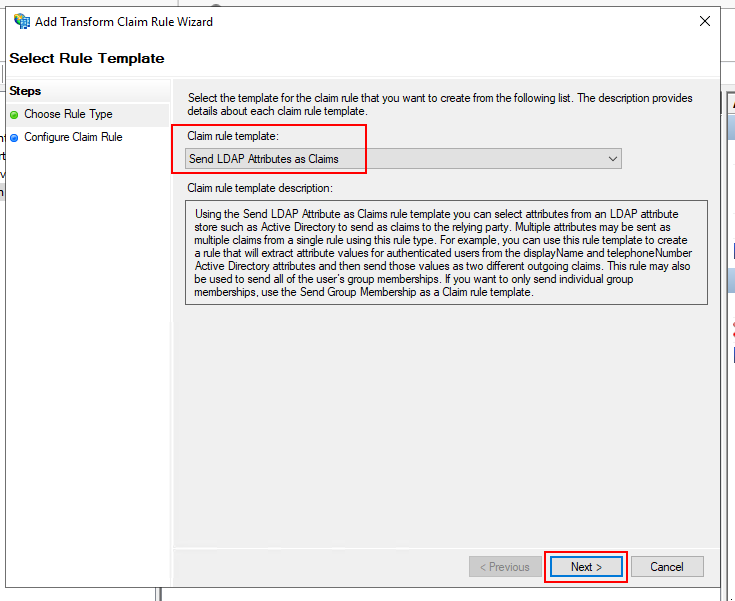 Add Transform Claim Rule Wizard
Select Rule Template
Steps
Choose Rule Type
Configure Claim Rule
Select the template for the claim rule that you want to create from the following list. The description provides
details about each claim rule template.
Claim rule template:
Send LDAP Attributes as Claims
Claim rule template description:
Using the Send LDAP Attribute as Claims rule template you can select attributes from an LDAP attribute
store such as Active Directory to send as claims to the relying party. Multiple attributes may be sent as
multiple claims from a single rule using this rule type. For example, you can use this rule template to create
a rule that will extract attribute values for authenticated users from the displayName and telephoneNumber
Active Directory attributes and then send those values as two different outgoing claims. This rule may also
be used to send all of the user's group memberships. If you want to only send individual group
memberships, use the Send Group Membership as a Claim rule template.
< Previous
Next >
Cancel